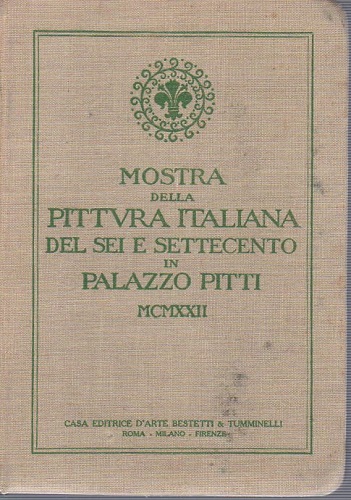 MOSTRA
DELLA
PITTVRA ITALIANA
DEL SEI E SETTECENTO
IN
PALAZZO PITTI
MCMXXII
CASA EDITRICE D'ARTE BESTETTI & TUMMINELLI
ROMA - MILANO - FIRENZE